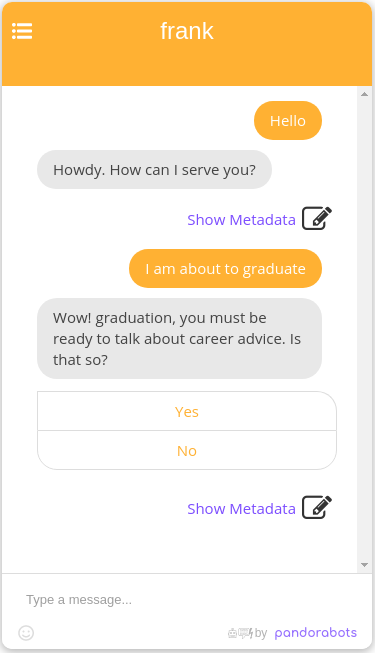 frank
Hello
Howdy. How can I serve you?
Show Metadata
I am about to graduate
Wow! graduation, you must be
ready to talk about career advice. Is
that so?
Yes
No
Show Metadata
Type a message...
by pandorabots